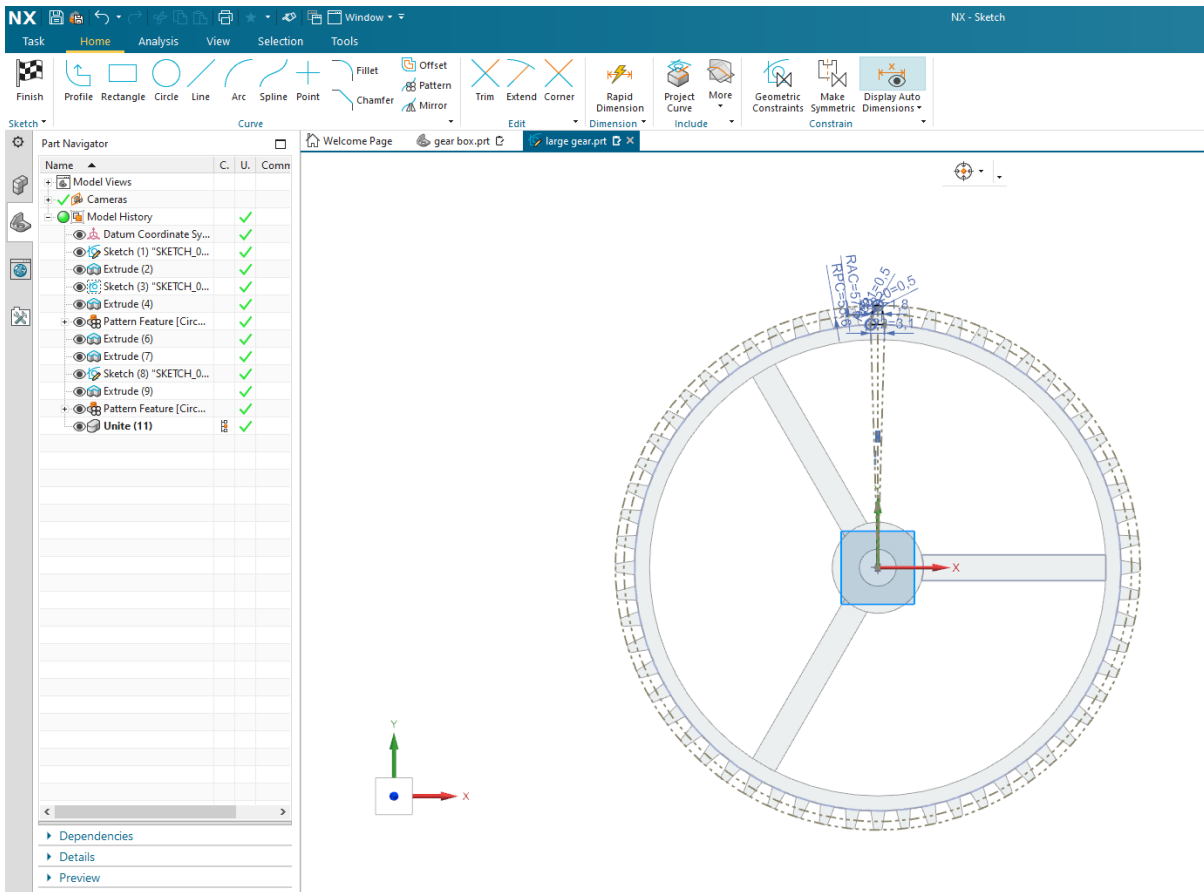 NX Window NX - Sketch
Task Home Analysis View Selection Tools
Finish Profile Rectangle Circle Line Arc Spline Point Fillet Chamfer Offset Pattern Mirror Trim Extend Corner Rapid Dimension Project Curve More Geometric Constraints Make Symmetric Display Auto Dimensions
Sketch Curve Edit Dimension Include Constrain
Part Navigator
Welcome Page gear box.prt large gear.prt
Name C. U. Comm
Model Views
Cameras
Model History
Datum Coordinate Sy...
Sketch (1) "SKETCH_0...
Extrude (2)
Sketch (3) "SKETCH_0...
Extrude (4)
Pattern Feature [Circ...
Extrude (6)
Extrude (7)
Sketch (8) "SKETCH_0...
Extrude (9)
Pattern Feature [Circ...
Unite (11)
Dependencies
Details
Preview
X
Y
X